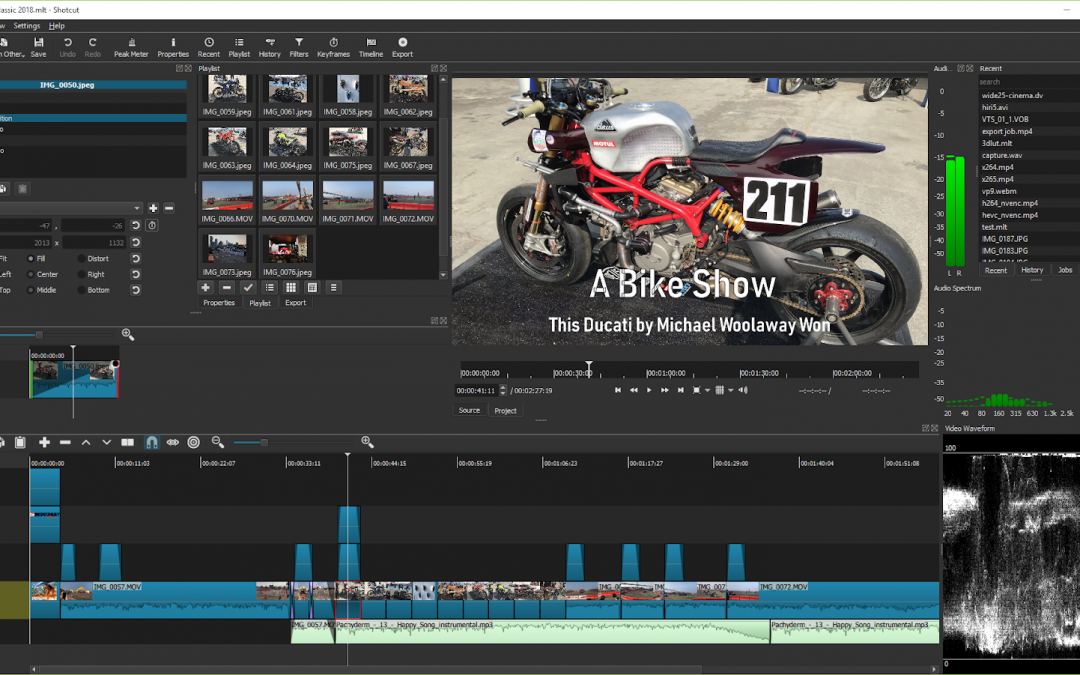 lassic 2018.mlt - Shotcut
w Settings Help
n Other.. Save Undo Redo Peak Meter Properties Recent Playlist History Filters Keyframes Timeline Export
IMG_0050.jpeg
ition
o
o
-47 , -26
2013 x 1132
Fit Fill Distort
Left Center Right
Top Middle Bottom
Playlist
IMG_0059.jpeg IMG_0061.jpeg IMG_0058.jpeg IMG_0062.jpeg
IMG_0063.jpeg IMG_0064.jpeg IMG_0075.jpeg IMG_0067.jpeg
IMG_0066.MOV IMG_0070.MOV IMG_0071.MOV IMG_0072.MOV
IMG_0073.jpeg IMG_0076.jpeg
Properties Playlist Export
MOTUL
211
A Bike Show
This Ducati by Michael Woolaway Won
00:00:00:00 00:00:30:00 00:01:00:00 00:01:30:00 00:02:00:00
00:00:41:11 / 00:02:27:19 --:--:--:-- / --:--:--:--
Source Project
Audi...
0
-5
-10
-15
-20
-25
-30
-35
-40
-50
L R
Recent
search
wide25-cinema.dv
hiri5.avi
VTS_01_1.VOB
export job.mp4
3dlut.mlt
capture.wav
x264.mp4
x265.mp4
vp9.webm
h264_nvenc.mp4
hevc_nvenc.mp4
test.mlt
IMG_0187.JPG
IMG_0183.JPG
Recent History Jobs
Audio Spectrum
-5
-10
-15
-20
-25
-35
-50
20 40 80 160 315 630 1.3k 2.5k
Video Waveform
100
0
00:00:00:00
00:00:00:00 00:00:11:03 00:00:22:07 00:00:33:11 00:00:44:15 00:00:55:19 00:01:06:23 00:01:17:27 00:01:29:00 00:01:40:04 00:01:51:08
IMG_0057.MOV IMG_0072.MOV
IMG_0057.MO Pachyderm_-_13_-_Happy_Song_instrumental.mp3 Pachyderm_-_13_-_Happy_Song_instrumental.mp3